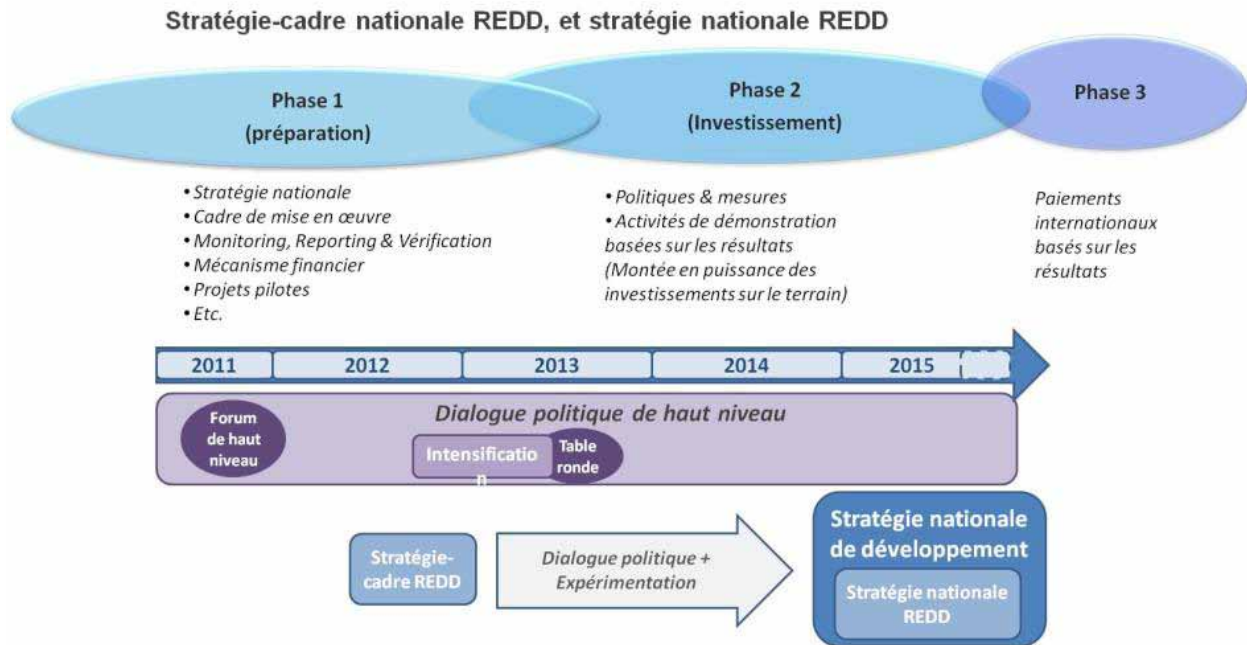 Stratégie-cadre nationale REDD, et stratégie nationale REDD
Phase 1
(préparation)
Phase 2
(Investissement)
Phase 3
• Stratégie nationale
• Cadre de mise en œuvre
• Monitoring, Reporting & Vérification
• Mécanisme financier
• Projets pilotes
• Etc.
• Politiques & mesures
• Activités de démonstration
basées sur les résultats
(Montée en puissance des
investissements sur le terrain)
Paiements
internationaux
basés sur les
résultats
2011
2012
2013
2014
2015
Dialogue politique de haut niveau
Forum
de haut
niveau
Intensificatio
n
Table
ronde
Stratégie-
cadre REDD
Dialogue politique +
Expérimentation
Stratégie nationale
de développement
Stratégie nationale
REDD